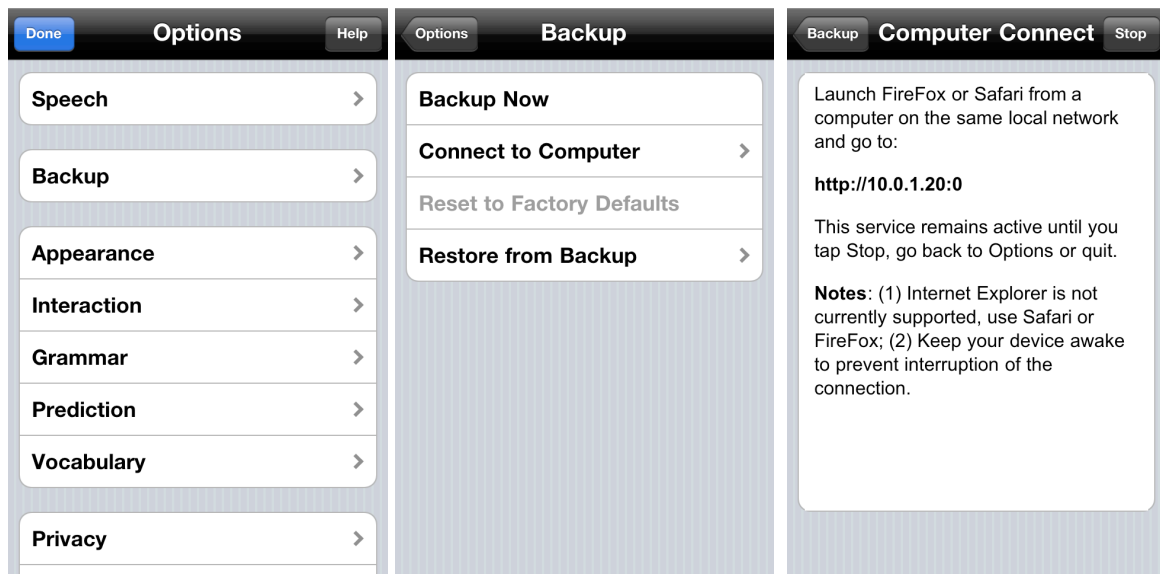 Done
Options
Help
Speech
Backup
Appearance
Interaction
Grammar
Prediction
Vocabulary
Privacy
Options
Backup
Backup Now
Connect to Computer
Reset to Factory Defaults
Restore from Backup
Backup
Computer Connect
Stop
Launch FireFox or Safari from a
computer on the same local network
and go to:
http://10.0.1.20:0
This service remains active until you
tap Stop, go back to Options or quit.
Notes: (1) Internet Explorer is not
currently supported, use Safari or
FireFox; (2) Keep your device awake
to prevent interruption of the
connection.